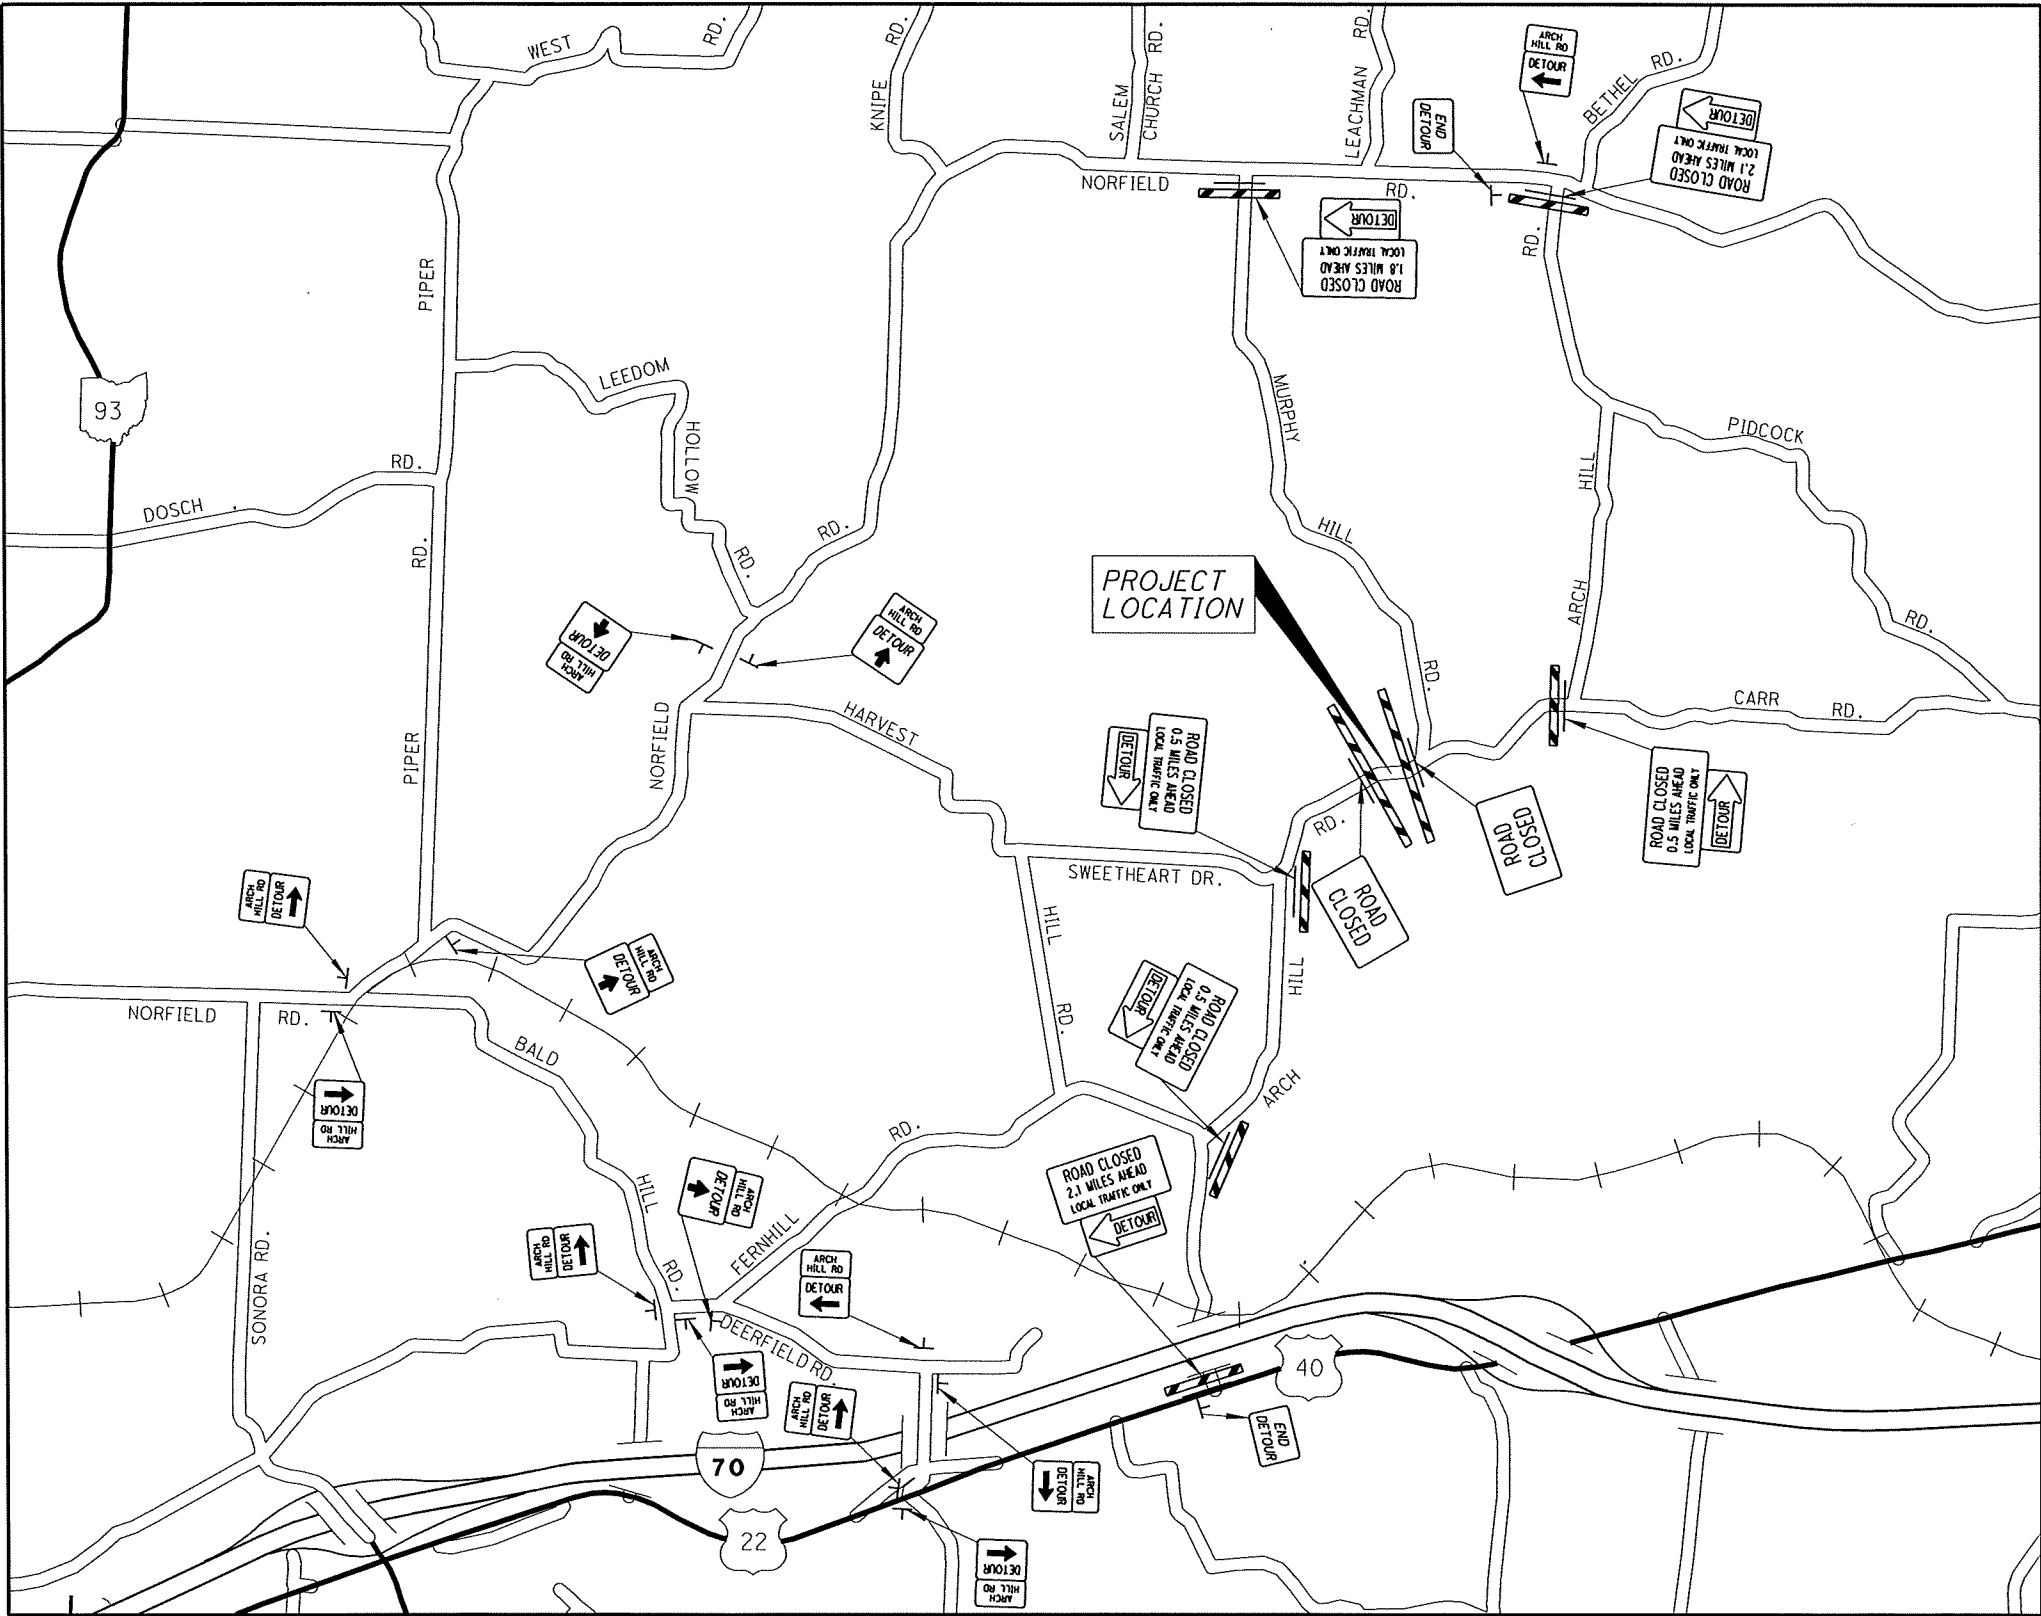 WEST
RD.
KNIPE
RD.
SALEM
CHURCH RD.
LEACHMAN
RD.
ARCH
HILL RD
DETOUR
BETHEL
RD.
END
DETOUR
DETOUR
ROAD CLOSED
2.1 MILES AHEAD
LOCAL TRAFFIC ONLY
NORFIELD
RD.
DETOUR
ROAD CLOSED
1.8 MILES AHEAD
LOCAL TRAFFIC ONLY
RD.
PIPER
LEEDOM
HOLLOW
RD.
93
MURPHY
HILL
RD.
PIDCOCK
RD.
HILL
ARCH
DOSCH
RD.
RD.
RD.
PROJECT
LOCATION
ARCH
HILL RD
DETOUR
ARCH
HILL RD
DETOUR
CARR
RD.
HARVEST
NORFIELD
PIPER
ROAD CLOSED
0.5 MILES AHEAD
LOCAL TRAFFIC ONLY
DETOUR
RD.
ROAD
CLOSED
ROAD CLOSED
0.5 MILES AHEAD
LOCAL TRAFFIC ONLY
DETOUR
SWEETHEART DR.
ROAD
CLOSED
ARCH
HILL RD
DETOUR
ARCH
HILL RD
DETOUR
HILL
RD.
HILL
ARCH
ROAD CLOSED
0.5 MILES AHEAD
LOCAL TRAFFIC ONLY
DETOUR
NORFIELD
RD.
BALD
HILL
RD.
ARCH
HILL RD
DETOUR
RD.
FERNHILL
ROAD CLOSED
2.1 MILES AHEAD
LOCAL TRAFFIC ONLY
DETOUR
ARCH
HILL RD
DETOUR
ARCH
HILL RD
DETOUR
ARCH
HILL RD
DETOUR
SONORA RD.
DEERFIELD RD.
ARCH
HILL RD
DETOUR
ARCH
HILL RD
DETOUR
40
END
DETOUR
70
ARCH
HILL RD
DETOUR
22
ARCH
HILL RD
DETOUR